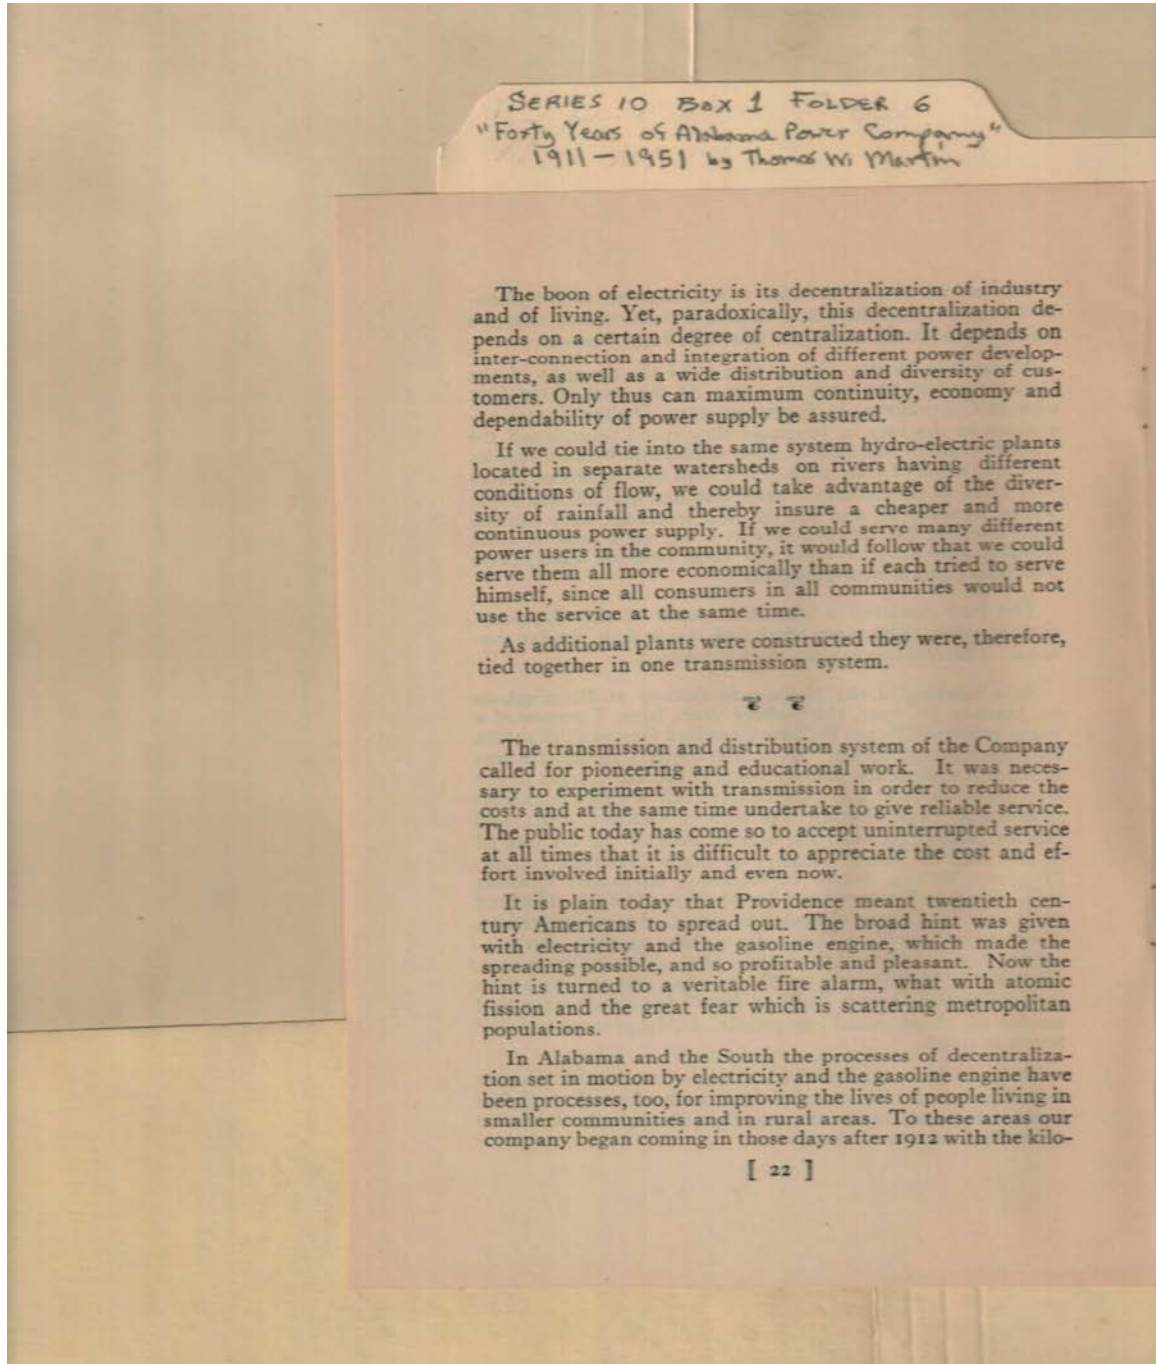 SERIES 10 BOX 1 FOLDER 6
"Forty Years of Alabama Power Company"
1911-1951 by Thomas W. Martin
The boon of electricity is its decentralization of industry
and of living. Yet, paradoxically, this decentralization de-
pends on a certain degree of centralization. It depends on
inter-connection and integration of different power develop-
ments, as well as a wide distribution and diversity of cus-
tomers. Only thus can maximum continuity, economy and
dependability of power supply be assured.
If we could tie into the same system hydro-electric plants
located in separate watersheds on rivers having different
conditions of flow, we could take advantage of the diver-
sity of rainfall and thereby insure a cheaper and more
continuous power supply. If we could serve many different
power users in the community, it would follow that we could
serve them all more economically than if each tried to serve
himself, since all consumers in all communities would not
use the service at the same time.
As additional plants were constructed they were, therefore,
tied together in one transmission system.
The transmission and distribution system of the Company
called for pioneering and educational work. It was neces-
sary to experiment with transmission in order to reduce the
costs and at the same time undertake to give reliable service.
The public today has come so to accept uninterrupted service
at all times that it is difficult to appreciate the cost and ef-
fort involved initially and even now.
It is plain today that Providence meant twentieth cen-
tury Americans to spread out. The broad hint was given
with electricity and the gasoline engine, which made the
spreading possible, and so profitable and pleasant. Now the
hint is turned to a veritable fire alarm, what with atomic
fission and the great fear which is scattering metropolitan
populations.
In Alabama and the South the processes of decentraliza-
tion set in motion by electricity and the gasoline engine have
been processes, too, for improving the lives of people living in
smaller communities and in rural areas. To these areas our
company began coming in those days after 1912 with the kilo-
[ 22 ]